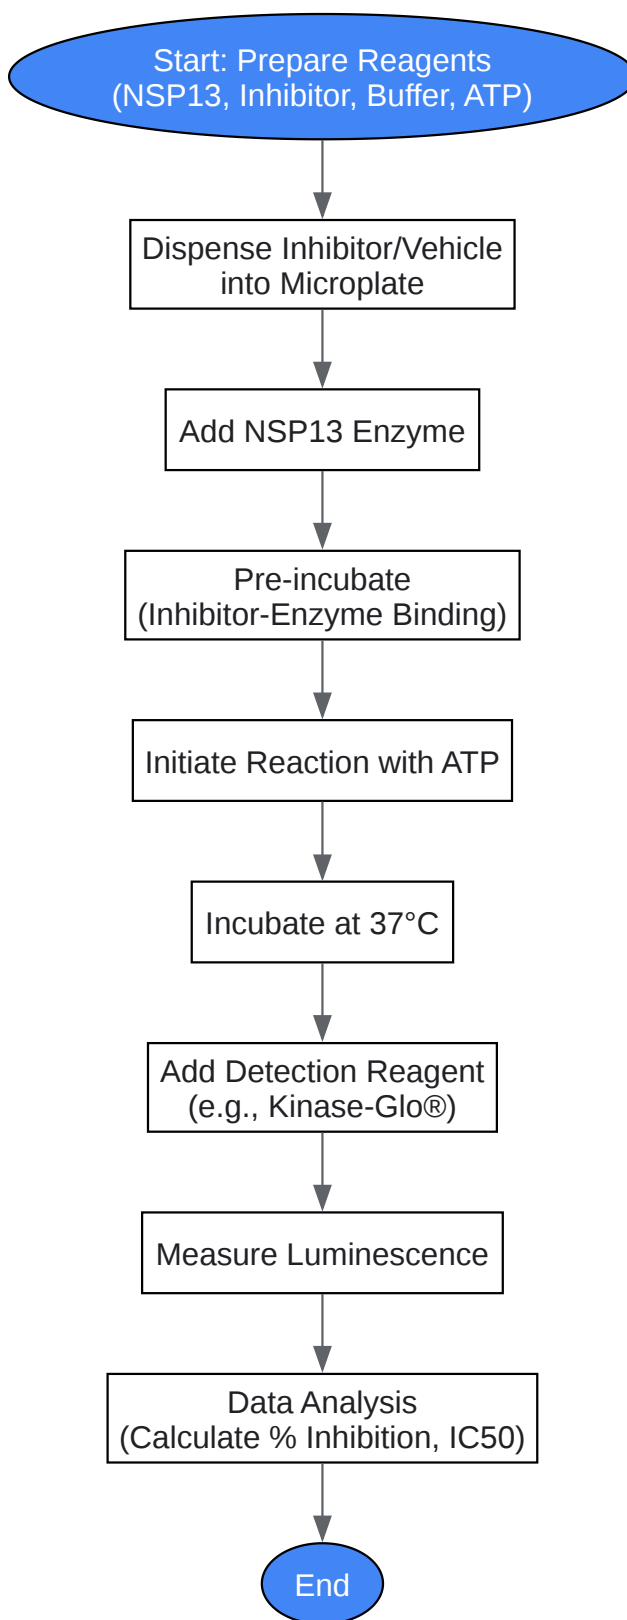 Start: Prepare Reagents
(NSP13, Inhibitor, Buffer, ATP)
Dispense Inhibitor/Vehicle
into Microplate
Add NSP13 Enzyme
Pre-incubate
(Inhibitor-Enzyme Binding)
Initiate Reaction with ATP
Incubate at 37°C
Add Detection Reagent
(e.g., Kinase-Glo®)
Measure Luminescence
Data Analysis
(Calculate % Inhibition, IC50)
End